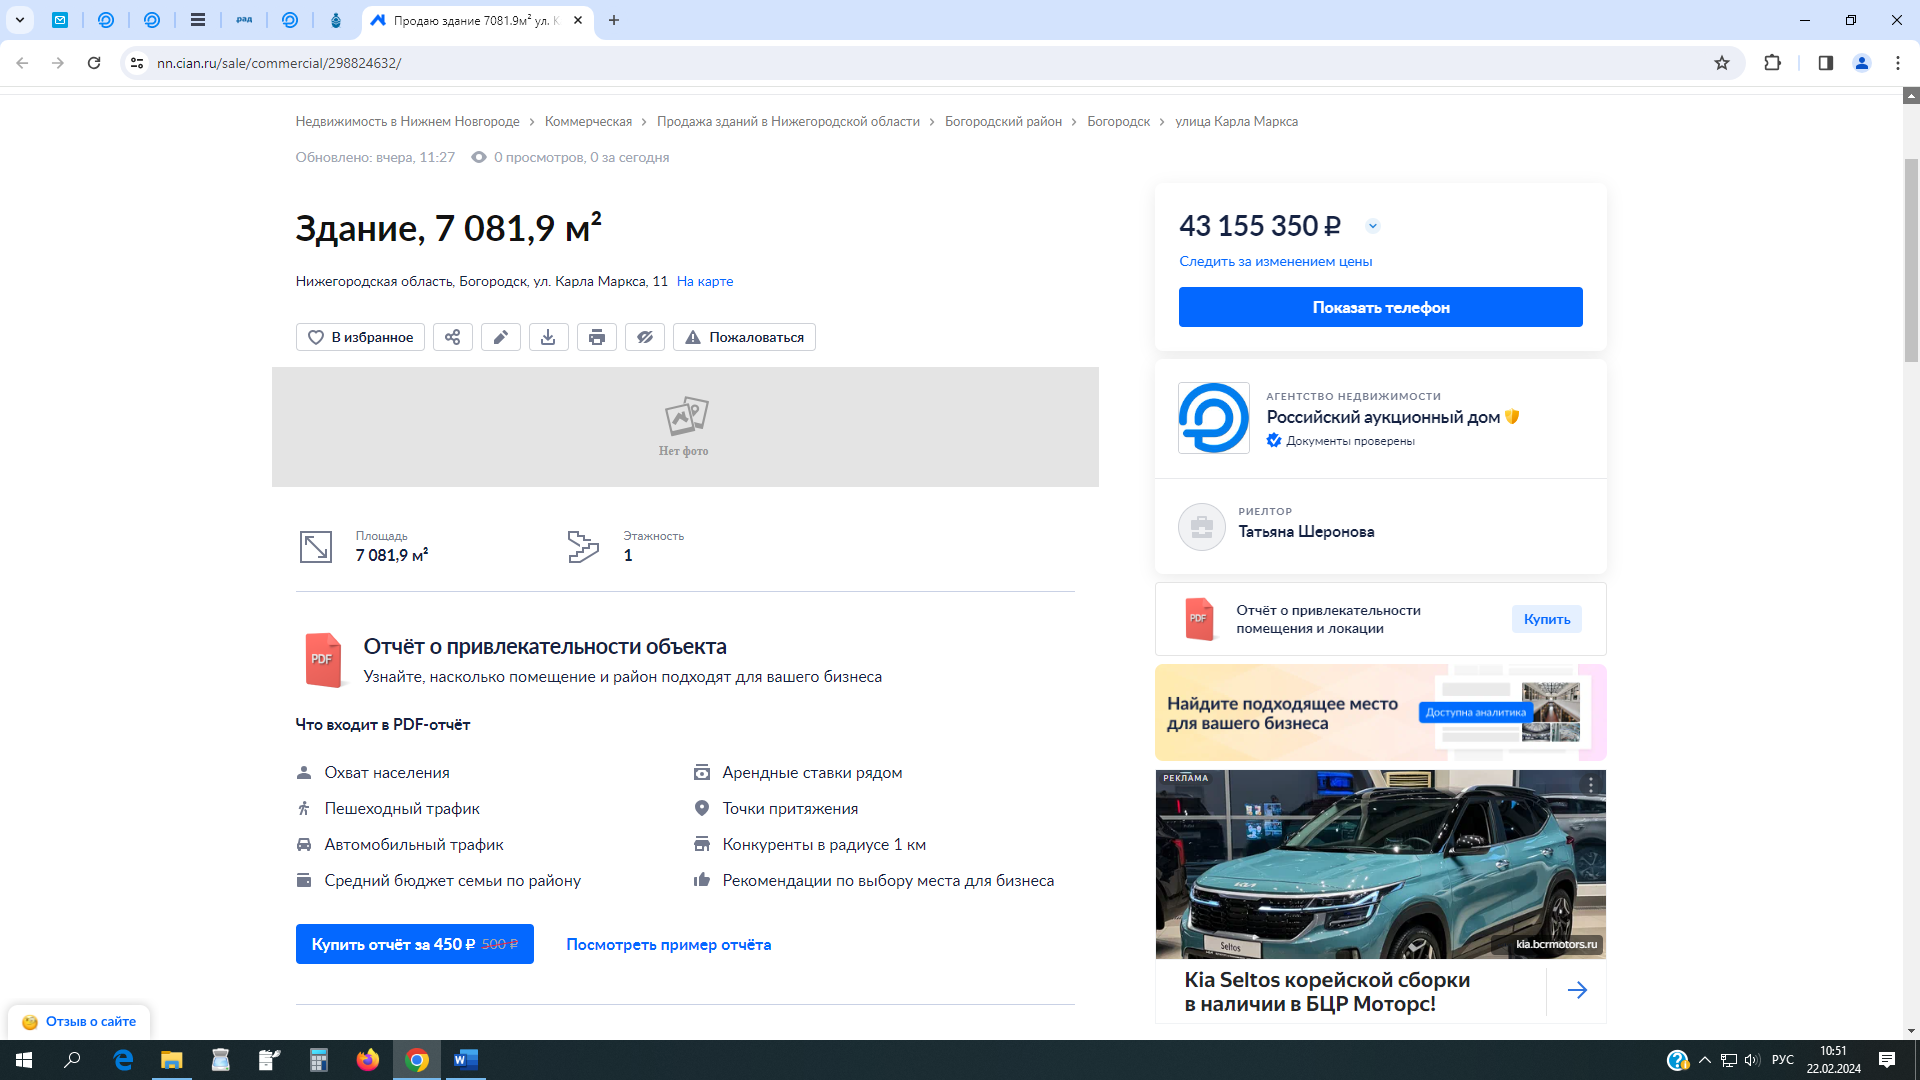 Продаю здание 7081.9м² ул. К
nn.cian.ru/sale/commercial/298824632/
Недвижимость в Нижнем Новгороде > Коммерческая > Продажа зданий в Нижегородской области > Богородский район > Богородск > улица Карла Маркса
Обновлено: вчера, 11:27 0 просмотров, 0 за сегодня
Здание, 7 081,9 м²
Нижегородская область, Богородск, ул. Карла Маркса, 11 На карте
В избранное
Пожаловаться
Нет фото
Площадь
7 081,9 м²
Этажность
1
PDF
Отчёт о привлекательности объекта
Узнайте, насколько помещение и район подходят для вашего бизнеса
Что входит в PDF-отчёт
Охват населения
Пешеходный трафик
Автомобильный трафик
Средний бюджет семьи по району
Арендные ставки рядом
Точки притяжения
Конкуренты в радиусе 1 км
Рекомендации по выбору места для бизнеса
Купить отчёт за 450 ₽ 500 ₽
Посмотреть пример отчёта
43 155 350 ₽
Следить за изменением цены
Показать телефон
АГЕНТСТВО НЕДВИЖИМОСТИ
Российский аукционный дом
Документы проверены
РИЕЛТОР
Татьяна Шеронова
PDF
Отчёт о привлекательности
помещения и локации
Купить
Найдите подходящее место
для вашего бизнеса
Доступна аналитика
РЕКЛАМА
Seltos
kia.bcrmotors.ru
Kia Seltos корейской сборки
в наличии в БЦР Моторс!
Отзыв о сайте
РУС
10:51
22.02.2024